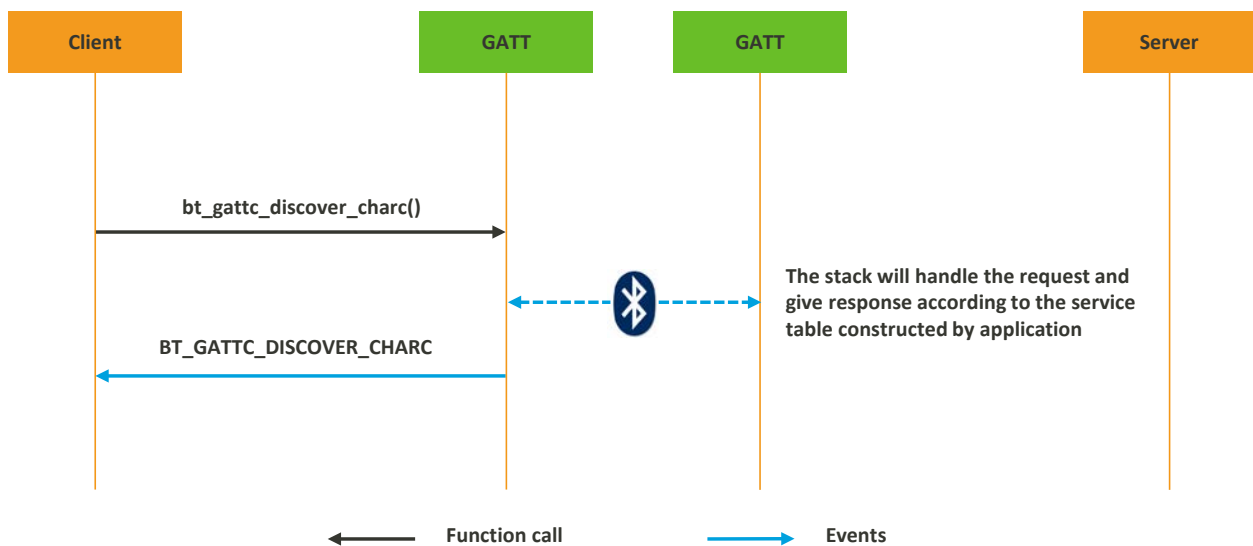 Client
GATT
GATT
Server
bt_gattc_discover_charc()
The stack will handle the request and
give response according to the service
table constructed by application
BT_GATTC_DISCOVER_CHARC
Function call
Events